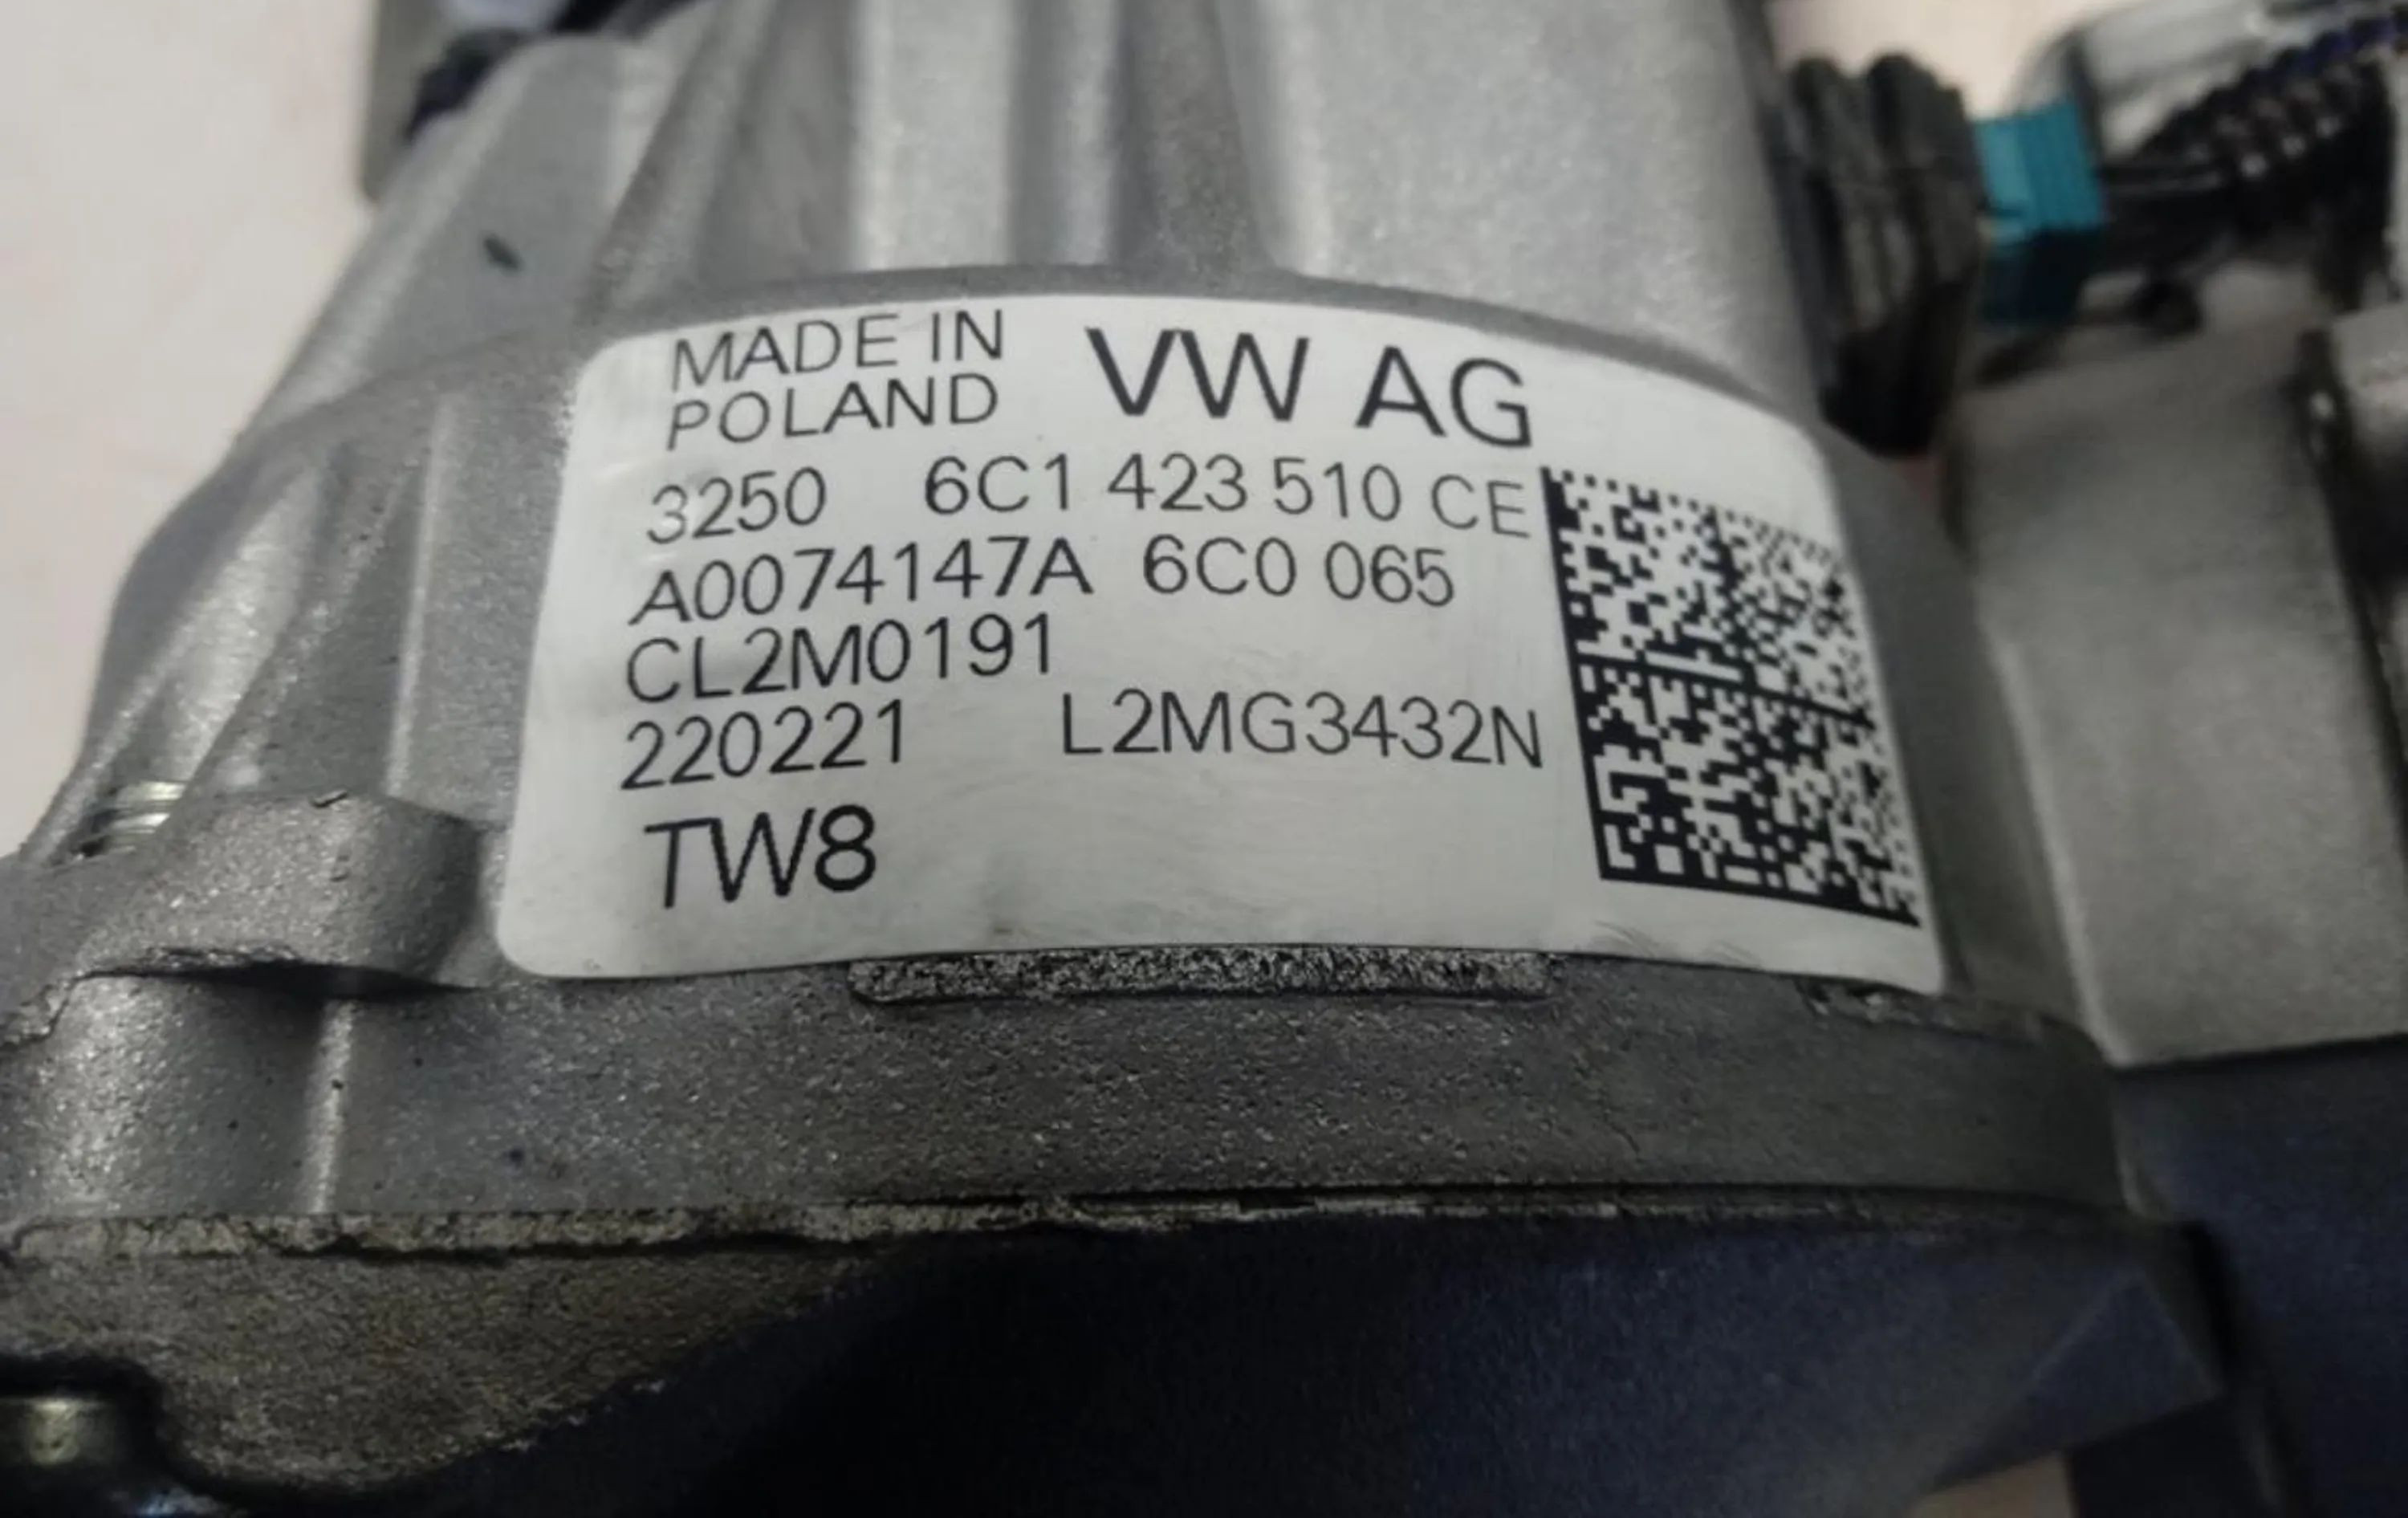 MADE IN
POLAND
VW AG
3250 6C1 423 510 CE
A0074147A 6C0 065
CL2M0191
220221 L2MG3432N
TW8